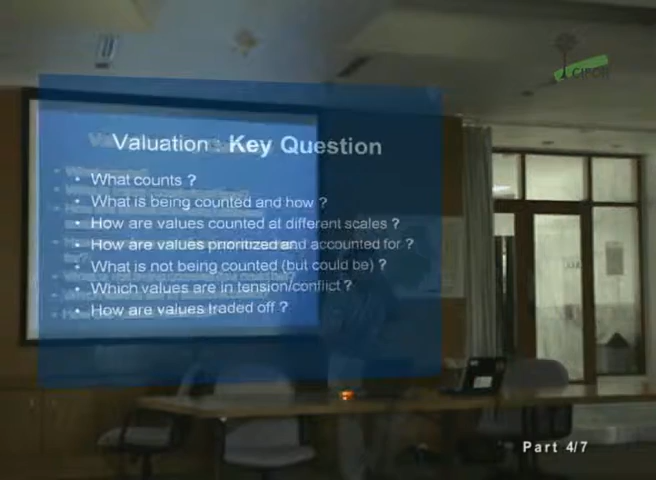 CIFOR
Valuation : Key Question
• What counts ?
• What is being counted and how ?
• How are values counted at different scales ?
• How are values prioritized and accounted for ?
• What is not being counted (but could be) ?
• Which values are in tension/conflict ?
• How are values traded off ?
Part 4/7